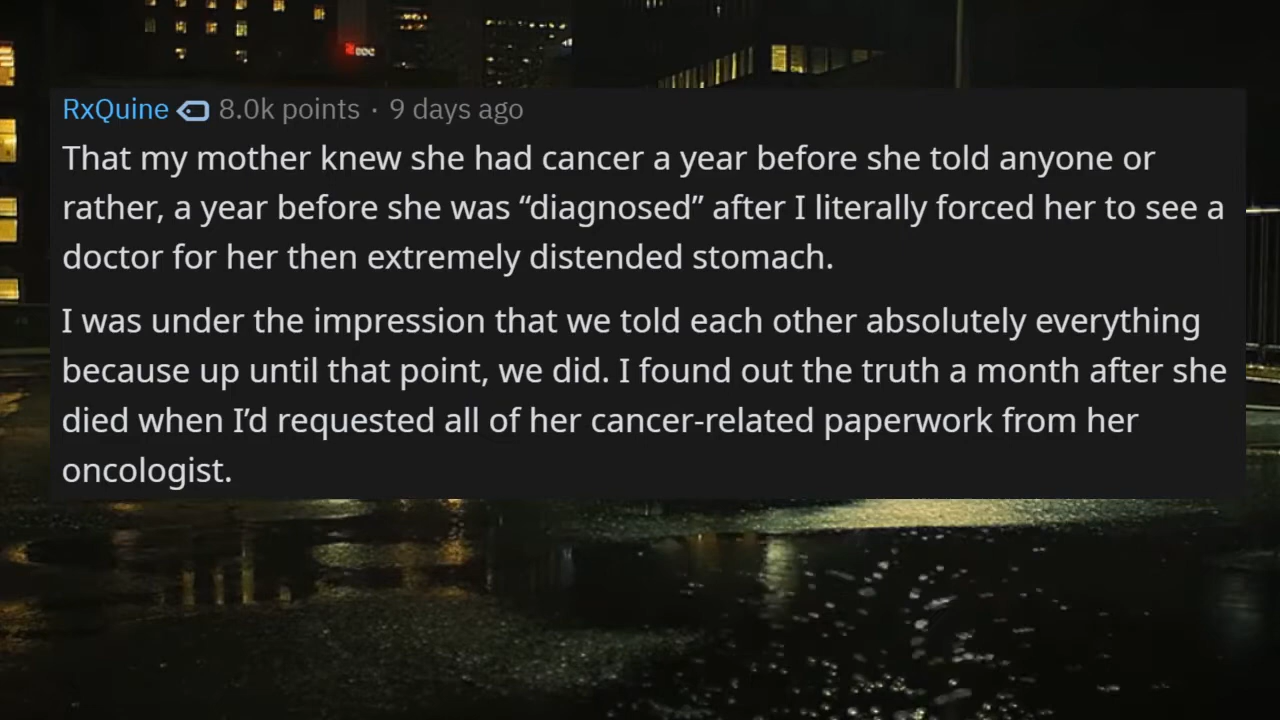 RxQuine 8.0k points · 9 days ago
That my mother knew she had cancer a year before she told anyone or
rather, a year before she was “diagnosed” after I literally forced her to see a
doctor for her then extremely distended stomach.
I was under the impression that we told each other absolutely everything
because up until that point, we did. I found out the truth a month after she
died when I’d requested all of her cancer-related paperwork from her
oncologist.